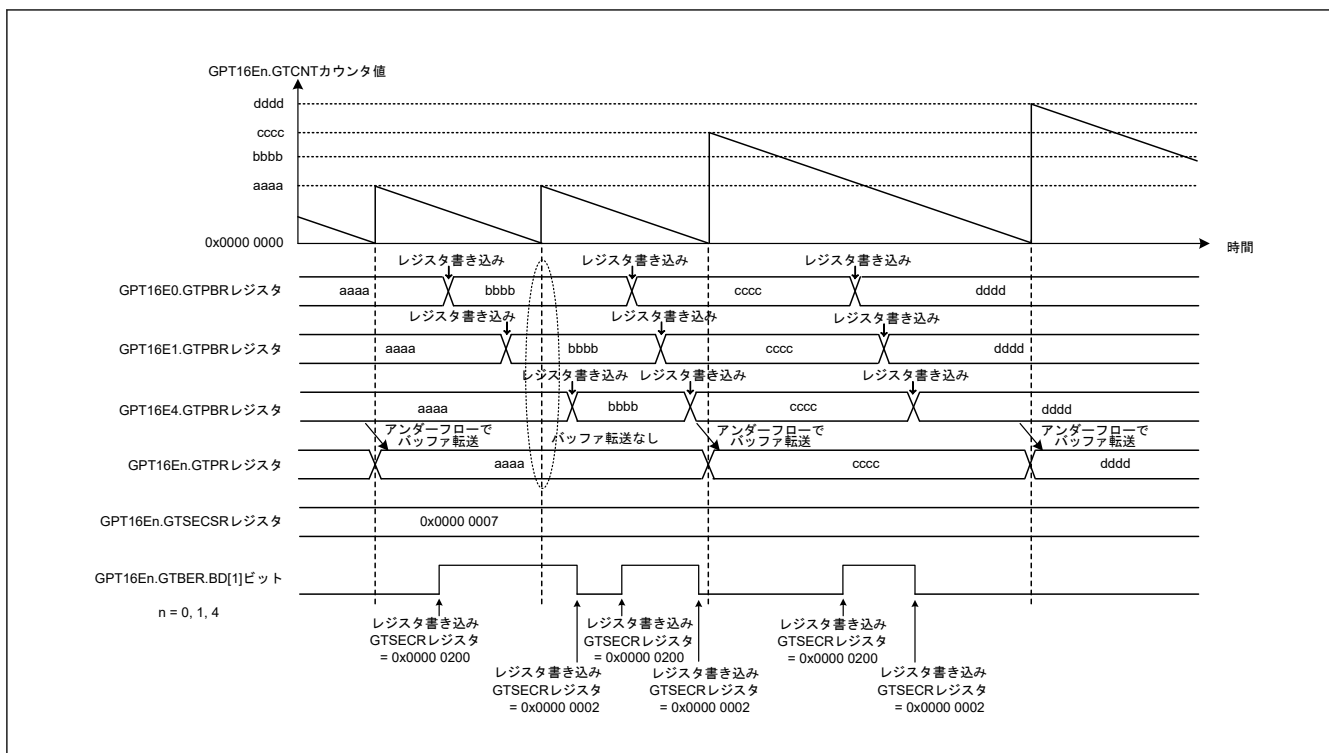 GPT16En.GTCNTカウンタ値
dddd
cccc
bbbb
aaaa
0x0000 0000
時間
レジスタ書き込み レジスタ書き込み レジスタ書き込み
GPT16E0.GTPBRレジスタ aaaa bbbb cccc dddd
レジスタ書き込み レジスタ書き込み レジスタ書き込み
GPT16E1.GTPBRレジスタ aaaa bbbb cccc dddd
レジスタ書き込み レジスタ書き込み レジスタ書き込み
GPT16E4.GTPBRレジスタ aaaa bbbb cccc dddd
アンダーフローで
バッファ転送
バッファ転送なし
アンダーフローで
バッファ転送
アンダーフローで
バッファ転送
GPT16En.GTPRレジスタ aaaa cccc dddd
GPT16En.GTSECSRレジスタ 0x0000 0007
GPT16En.GTBER.BD[1]ビット
n = 0, 1, 4
レジスタ書き込み
GTSECRレジスタ
= 0x0000 0200
レジスタ書き込み
GTSECRレジスタ
= 0x0000 0002
レジスタ書き込み
GTSECRレジスタ
= 0x0000 0200
レジスタ書き込み
GTSECRレジスタ
= 0x0000 0002
レジスタ書き込み
GTSECRレジスタ
= 0x0000 0200
レジスタ書き込み
GTSECRレジスタ
= 0x0000 0002